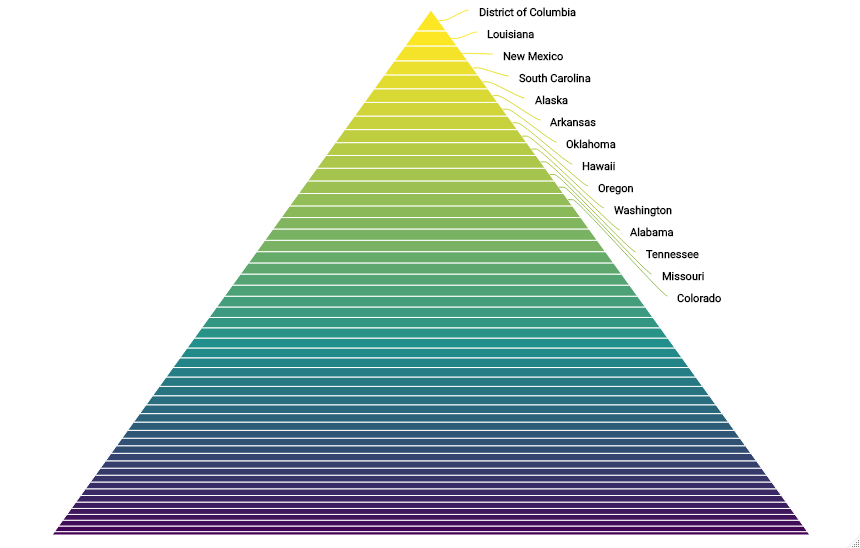 District of Columbia
Louisiana
New Mexico
South Carolina
Alaska
Arkansas
Oklahoma
Hawaii
Oregon
Washington
Alabama
Tennessee
Missouri
Colorado